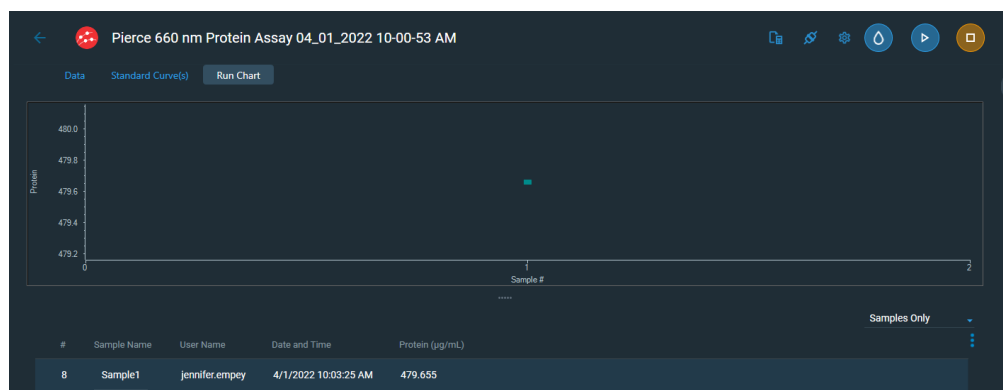 Pierce 660 nm Protein Assay 04_01_2022 10-00-53 AM
Data Standard Curve(s) Run Chart
480.0
479.8
479.6
479.4
479.2
Protein
0 1 2
Sample #
Samples Only
# Sample Name User Name Date and Time Protein (µg/mL)
8 Sample1 jennifer.empey 4/1/2022 10:03:25 AM 479.655